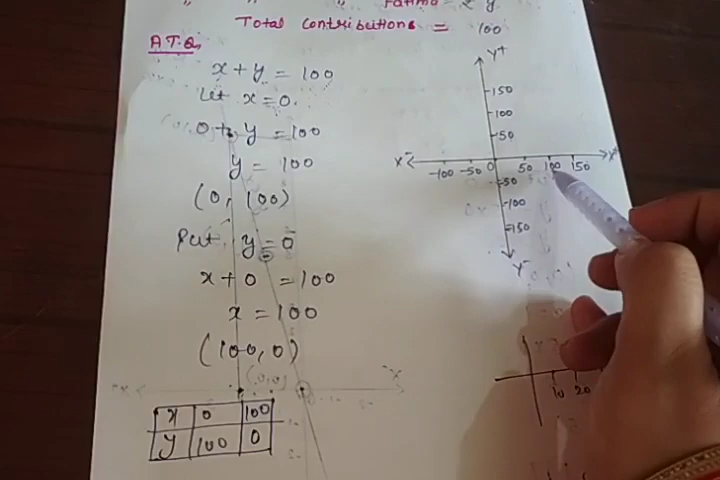 " " Fatima = ₹ y
Total Contributions = 100
A.T.Q,
x + y = 100
Let x = 0.
0 + y = 100
y = 100
(0, 100)
Put y = 0
x + 0 = 100
x = 100
(100, 0)
x 0 100
y 100 0
Y+
150
100
50
X- -100 -50 0 50 100 150 X+
-50
-100
-150
Y-
10 20